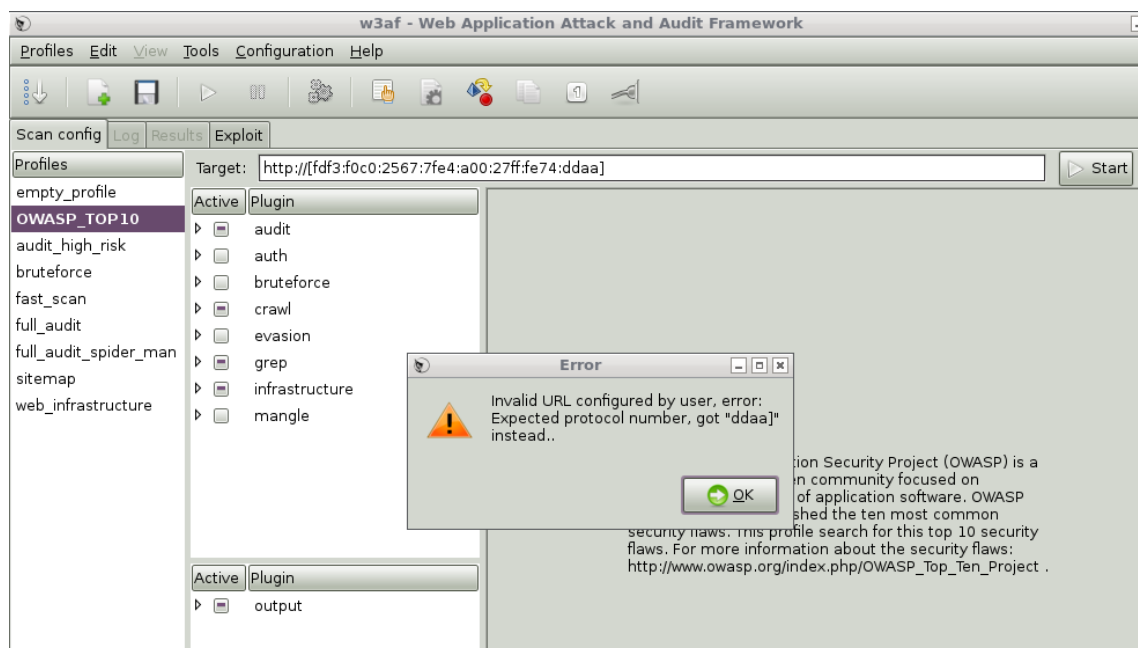 w3af - Web Application Attack and Audit Framework
Profiles Edit View Tools Configuration Help
Scan config Log Results Exploit
Profiles
empty_profile
OWASP_TOP10
audit_high_risk
bruteforce
fast_scan
full_audit
full_audit_spider_man
sitemap
web_infrastructure
Target: http://[fdf3:f0c0:2567:7fe4:a00:27ff:fe74:ddaa] Start
Active Plugin
audit
auth
bruteforce
crawl
evasion
grep
infrastructure
mangle
Active Plugin
output
Error
Invalid URL configured by user, error:
Expected protocol number, got "ddaa]"
instead..
OK
ion Security Project (OWASP) is a
n community focused on
of application software. OWASP
shed the ten most common
security flaws. This profile search for this top 10 security
flaws. For more information about the security flaws:
http://www.owasp.org/index.php/OWASP_Top_Ten_Project .